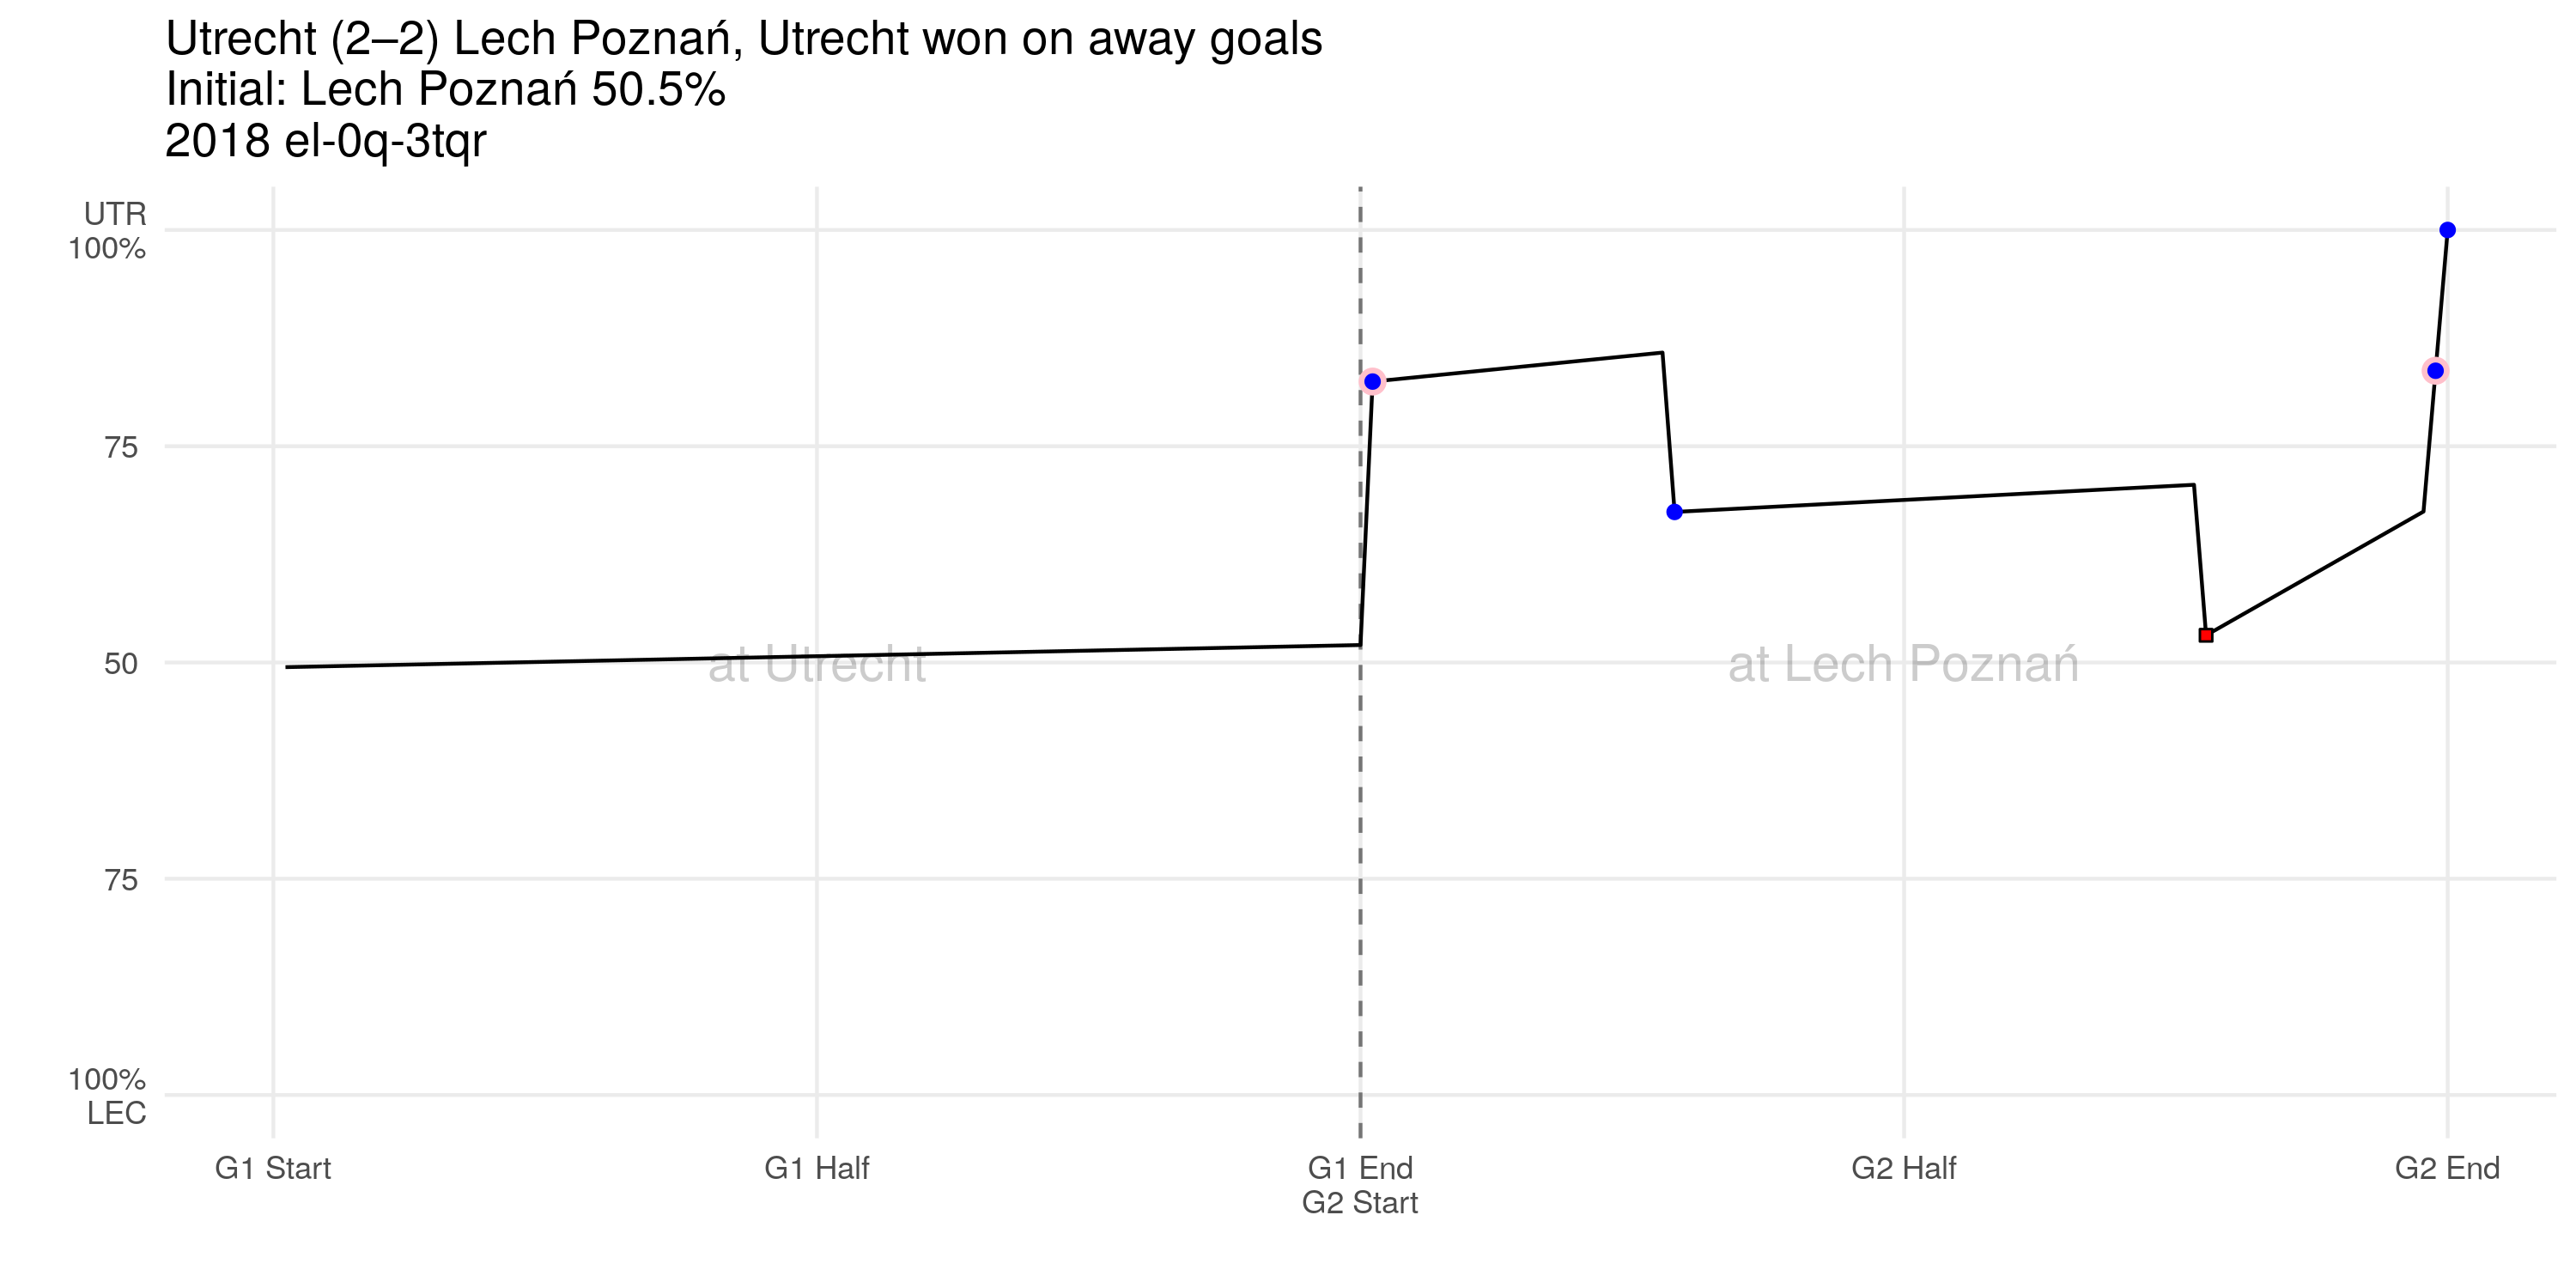 Utrecht (2–2) Lech Poznań, Utrecht won on away goals
Initial: Lech Poznań 50.5%
2018 el-0q-3tqr
UTR
100%
75
50
75
100%
LEC
at Utrecht
at Lech Poznań
G1 Start
G1 Half
G1 End
G2 Start
G2 Half
G2 End